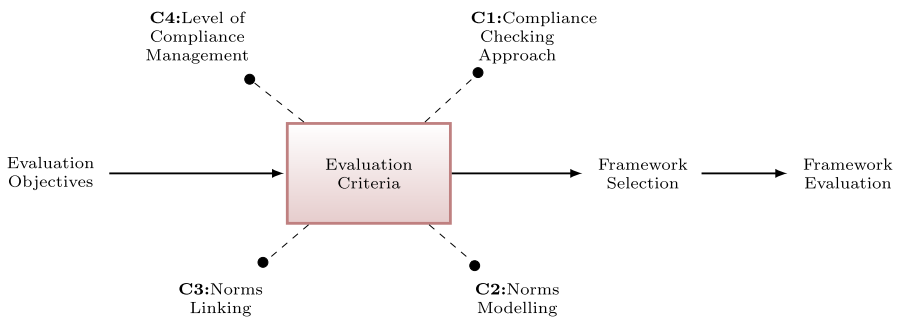 C4:Level of
Compliance
Management
C1:Compliance
Checking
Approach
Evaluation
Objectives
Evaluation
Criteria
Framework
Selection
Framework
Evaluation
C3:Norms
Linking
C2:Norms
Modelling